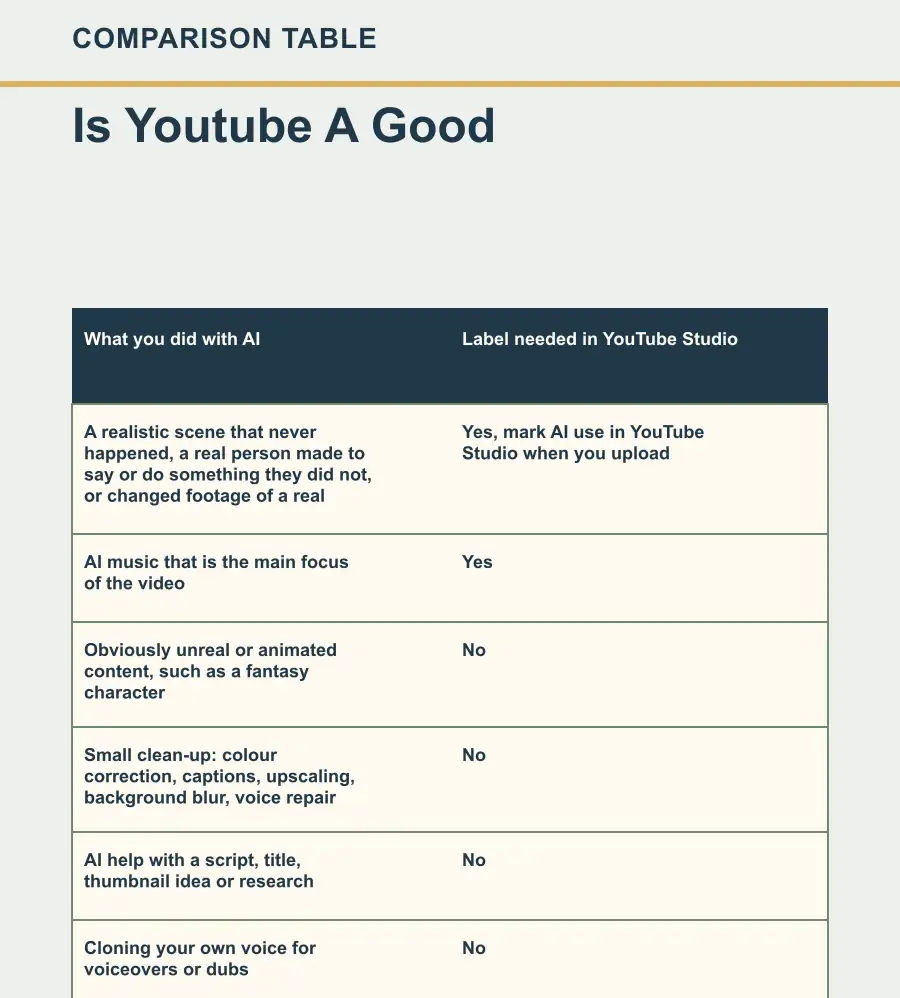 COMPARISON TABLE
Is Youtube A Good
What you did with AI
Label needed in YouTube Studio
A realistic scene that never
happened, a real person made to
say or do something they did not,
or changed footage of a real
Yes, mark AI use in YouTube
Studio when you upload
AI music that is the main focus
of the video
Yes
Obviously unreal or animated
content, such as a fantasy
character
No
Small clean-up: colour
correction, captions, upscaling,
background blur, voice repair
No
AI help with a script, title,
thumbnail idea or research
No
Cloning your own voice for
voiceovers or dubs
No